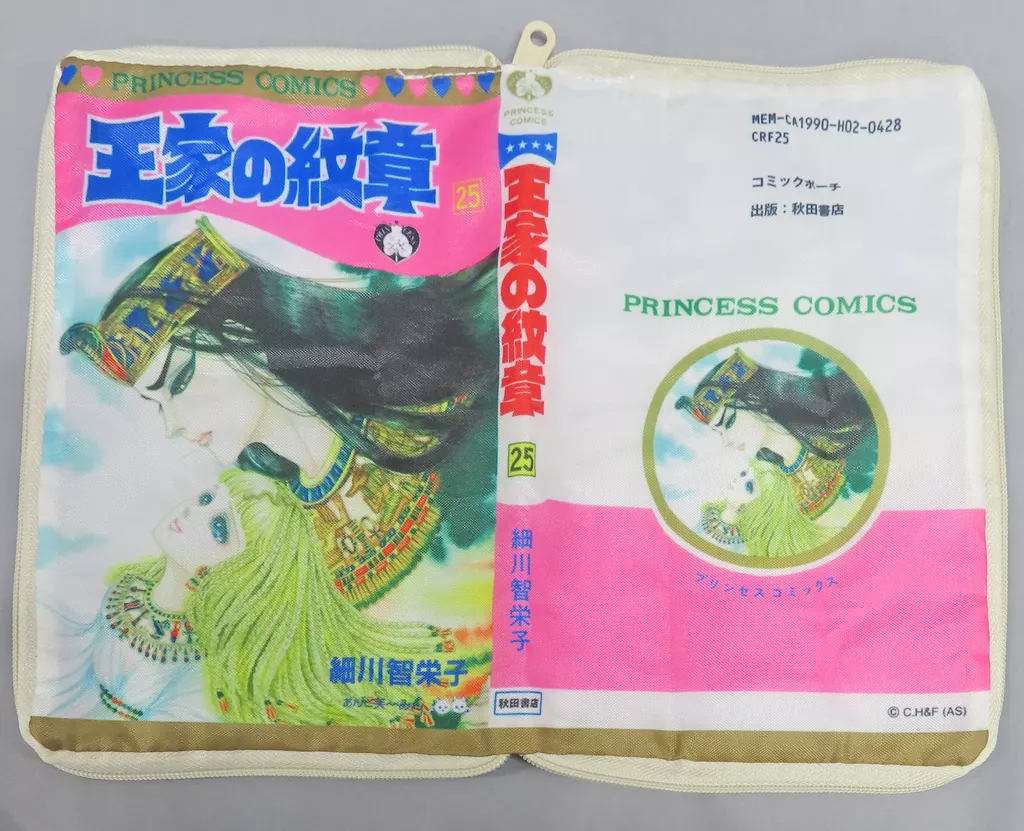 PRINCESS COMICS
王家の紋章
25
PRINCESS
細川智栄子
あんど芙〜みん
PRINCESS
COMICS
王家の紋章
25
細川智栄子
秋田書店
MEM-CA1990-H02-0428
CRF25
コミックポーチ
出版：秋田書店
PRINCESS COMICS
プリンセスコミックス
© C.H&F (AS)